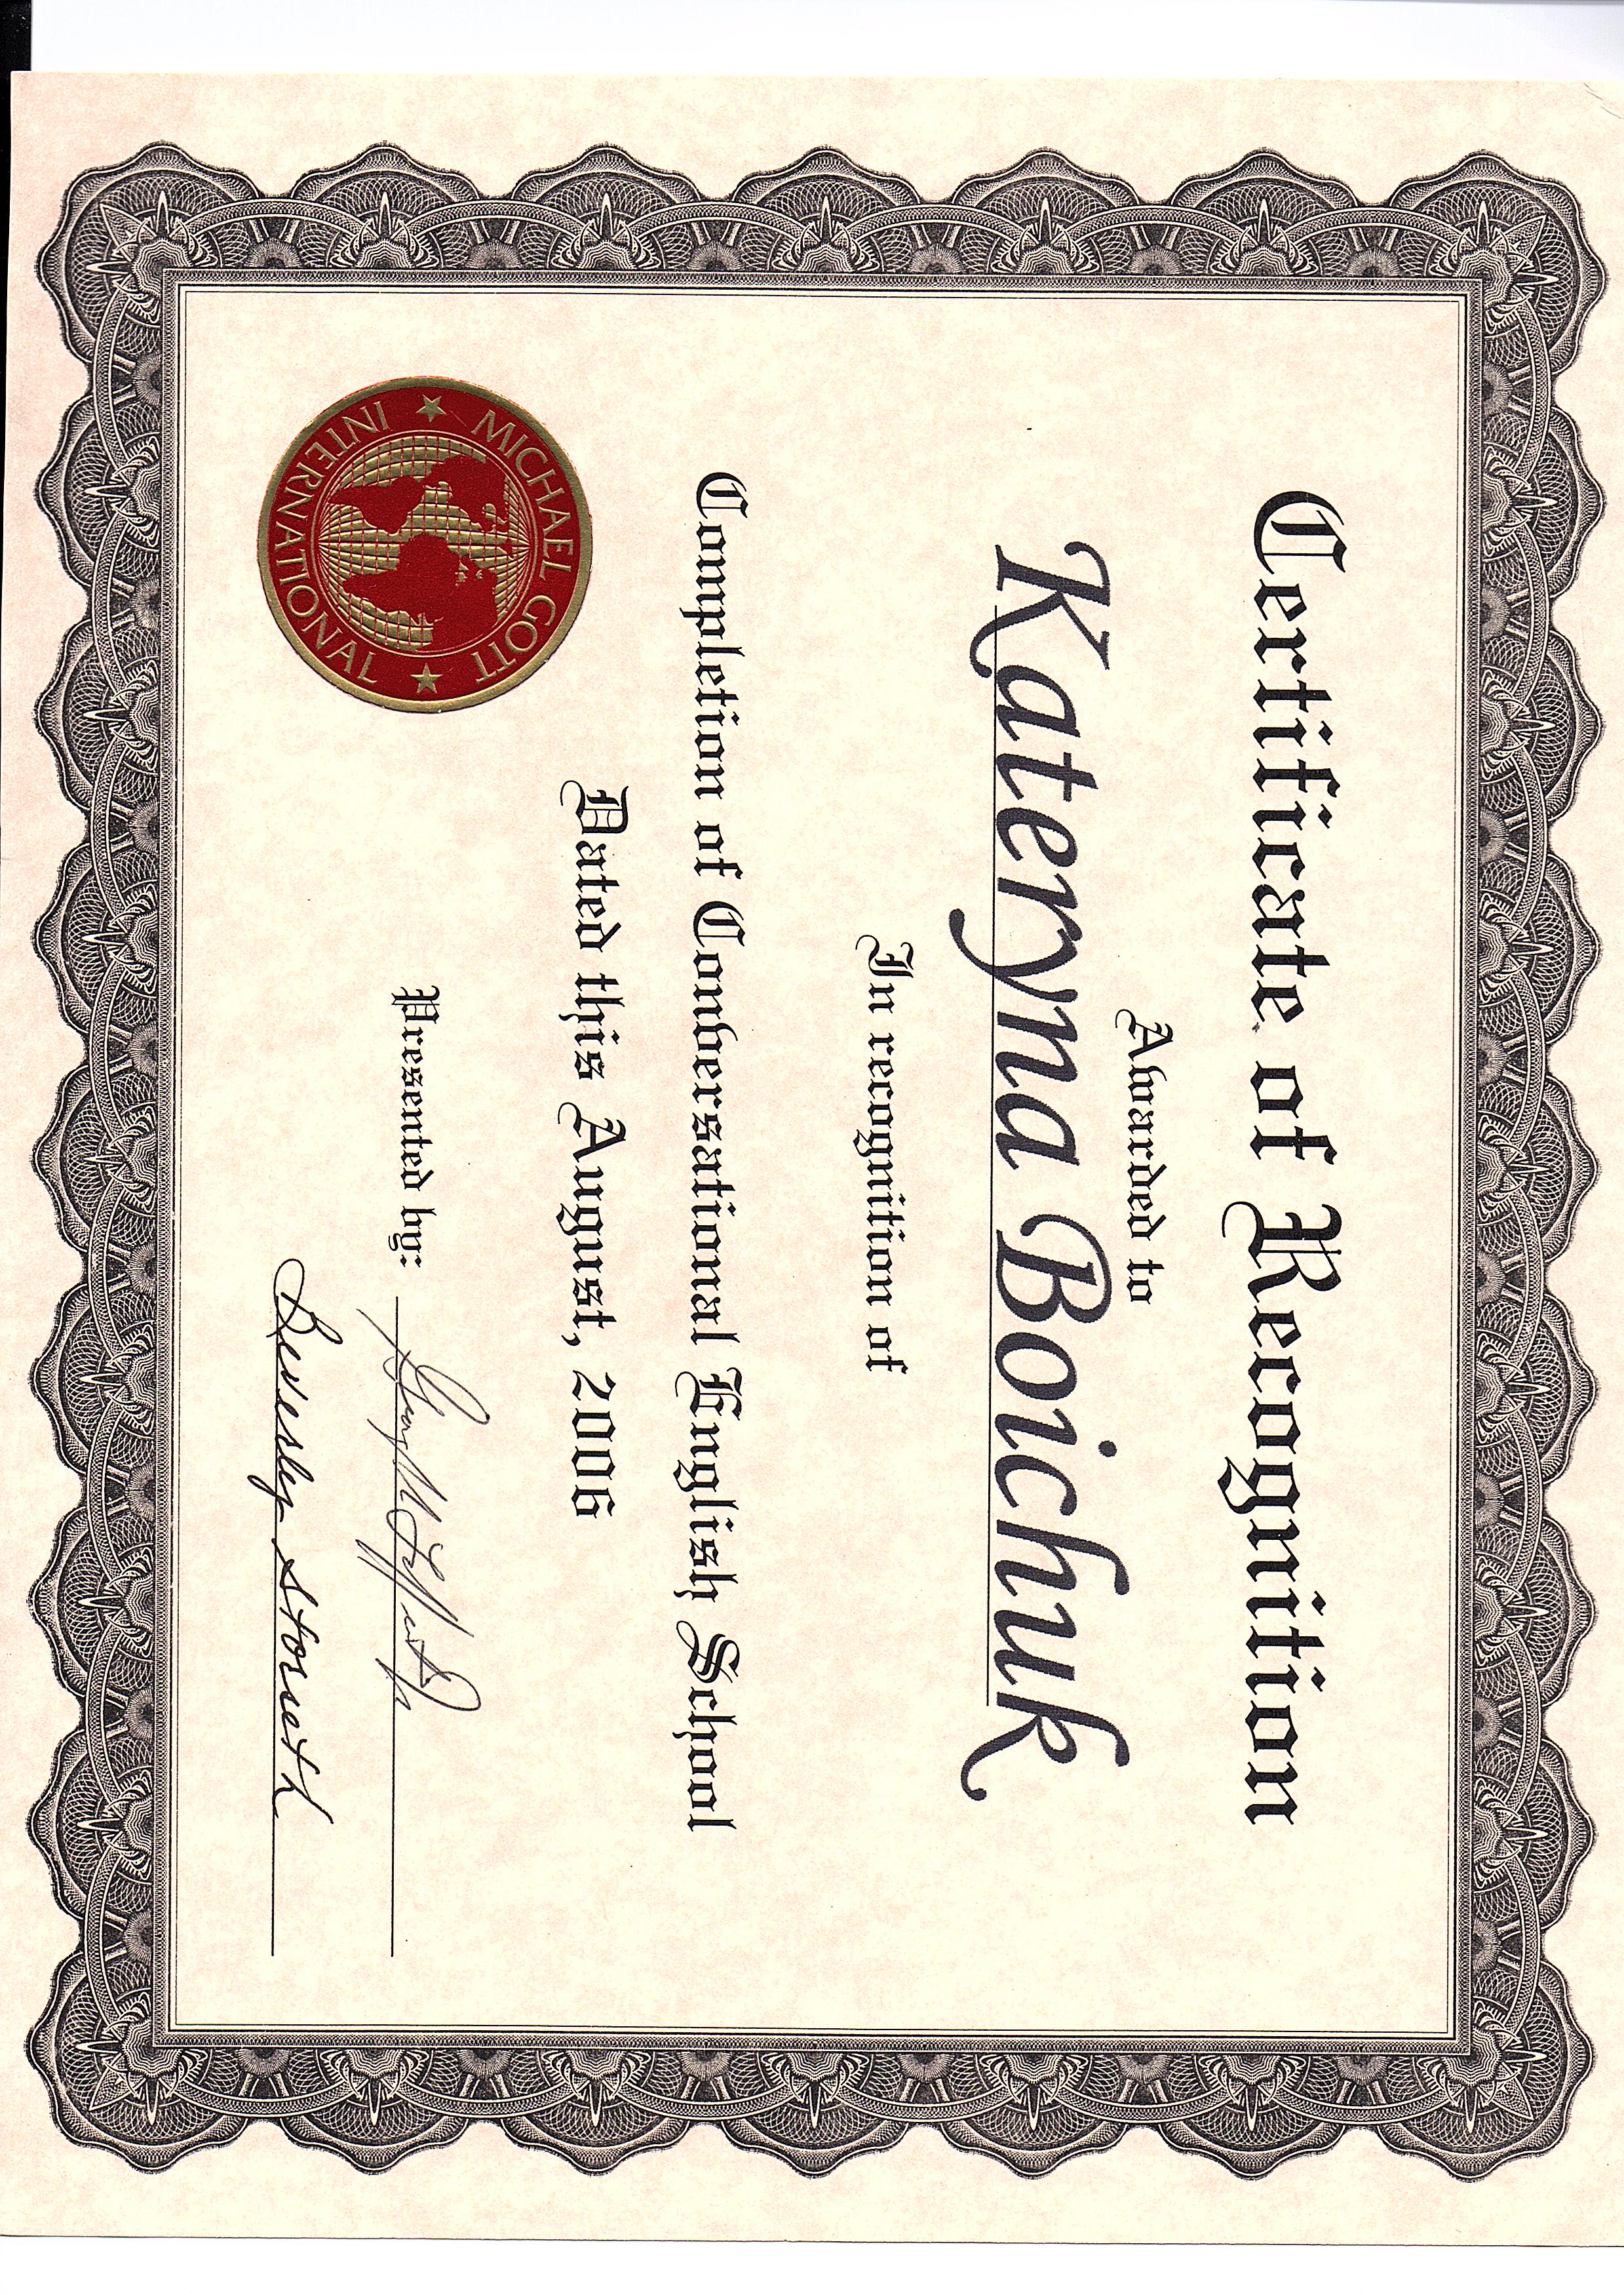 Certificate of Recognition
Awarded to
Kateryna Boichuk
In recognition of
Completion of Conversational English School
Dated this August, 2006
Presented by:
Beverley
MICHAEL GOTT
INTERNATIONAL